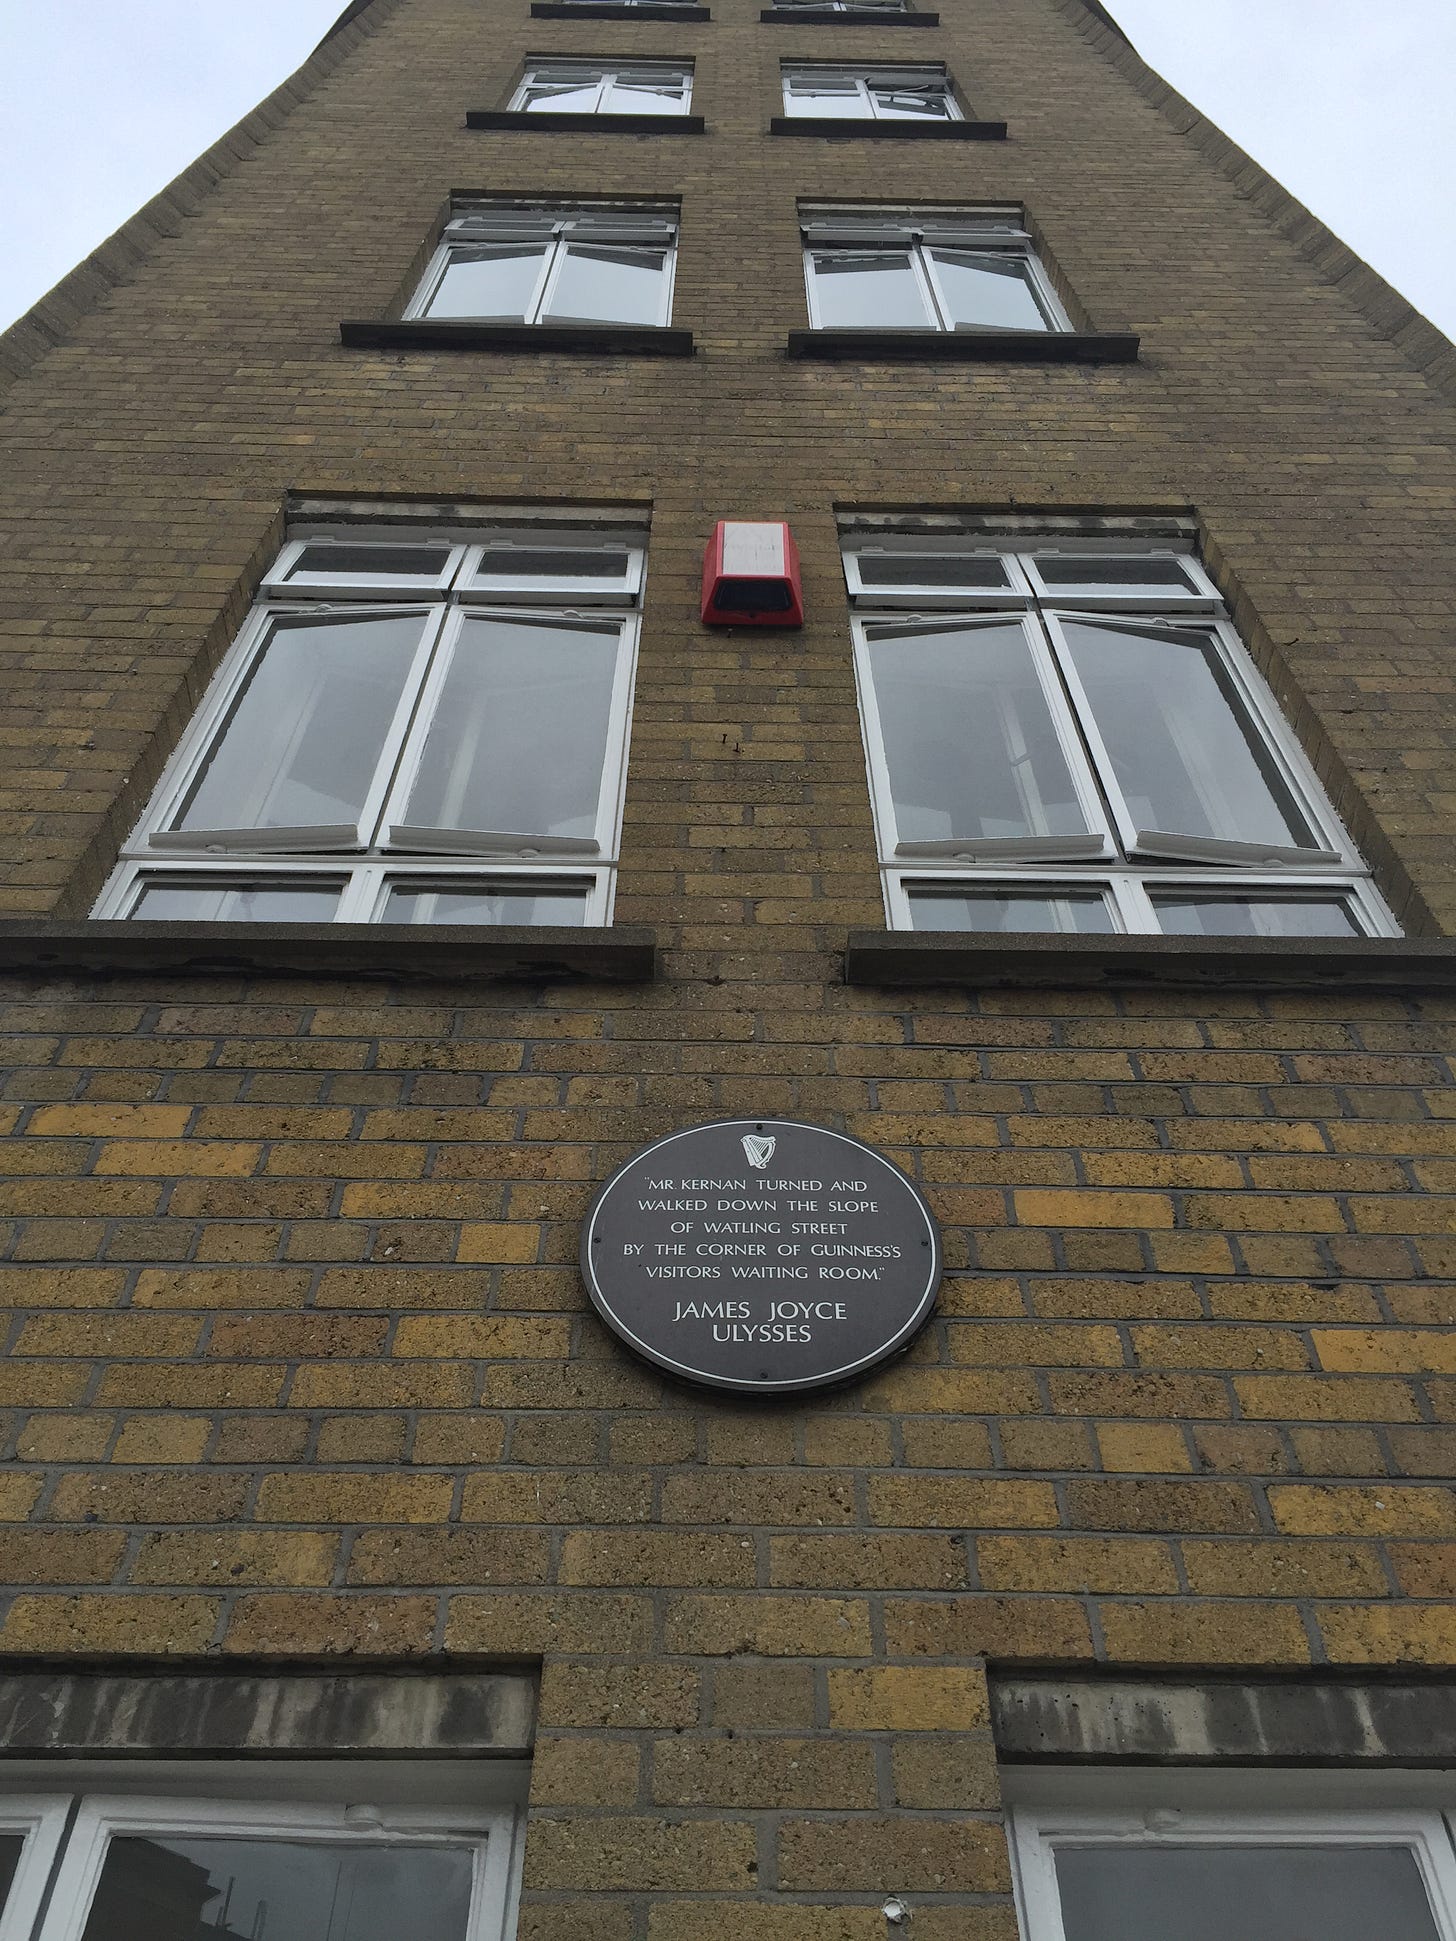 "MR. KERNAN TURNED AND
WALKED DOWN THE SLOPE
OF WATLING STREET
BY THE CORNER OF GUINNESS'S
VISITORS WAITING ROOM."
JAMES JOYCE
ULYSSES